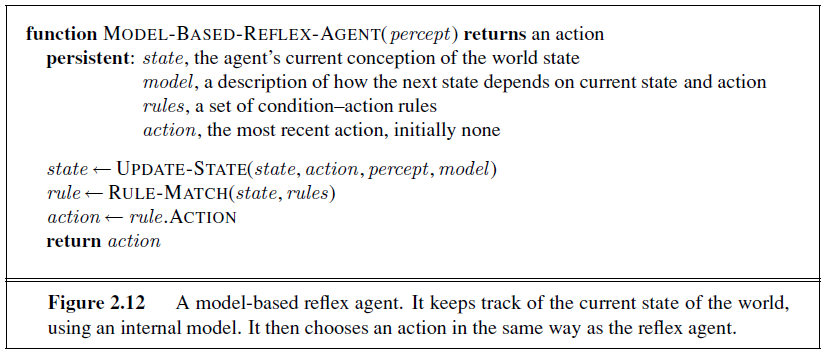 function MODEL-BASED-REFLEX-AGENT(percept) returns an action
persistent: state, the agent's current conception of the world state
model, a description of how the next state depends on current state and action
rules, a set of condition–action rules
action, the most recent action, initially none
state ← UPDATE-STATE(state, action, percept, model)
rule ← RULE-MATCH(state, rules)
action ← rule.ACTION
return action
Figure 2.12 A model-based reflex agent. It keeps track of the current state of the world,
using an internal model. It then chooses an action in the same way as the reflex agent.